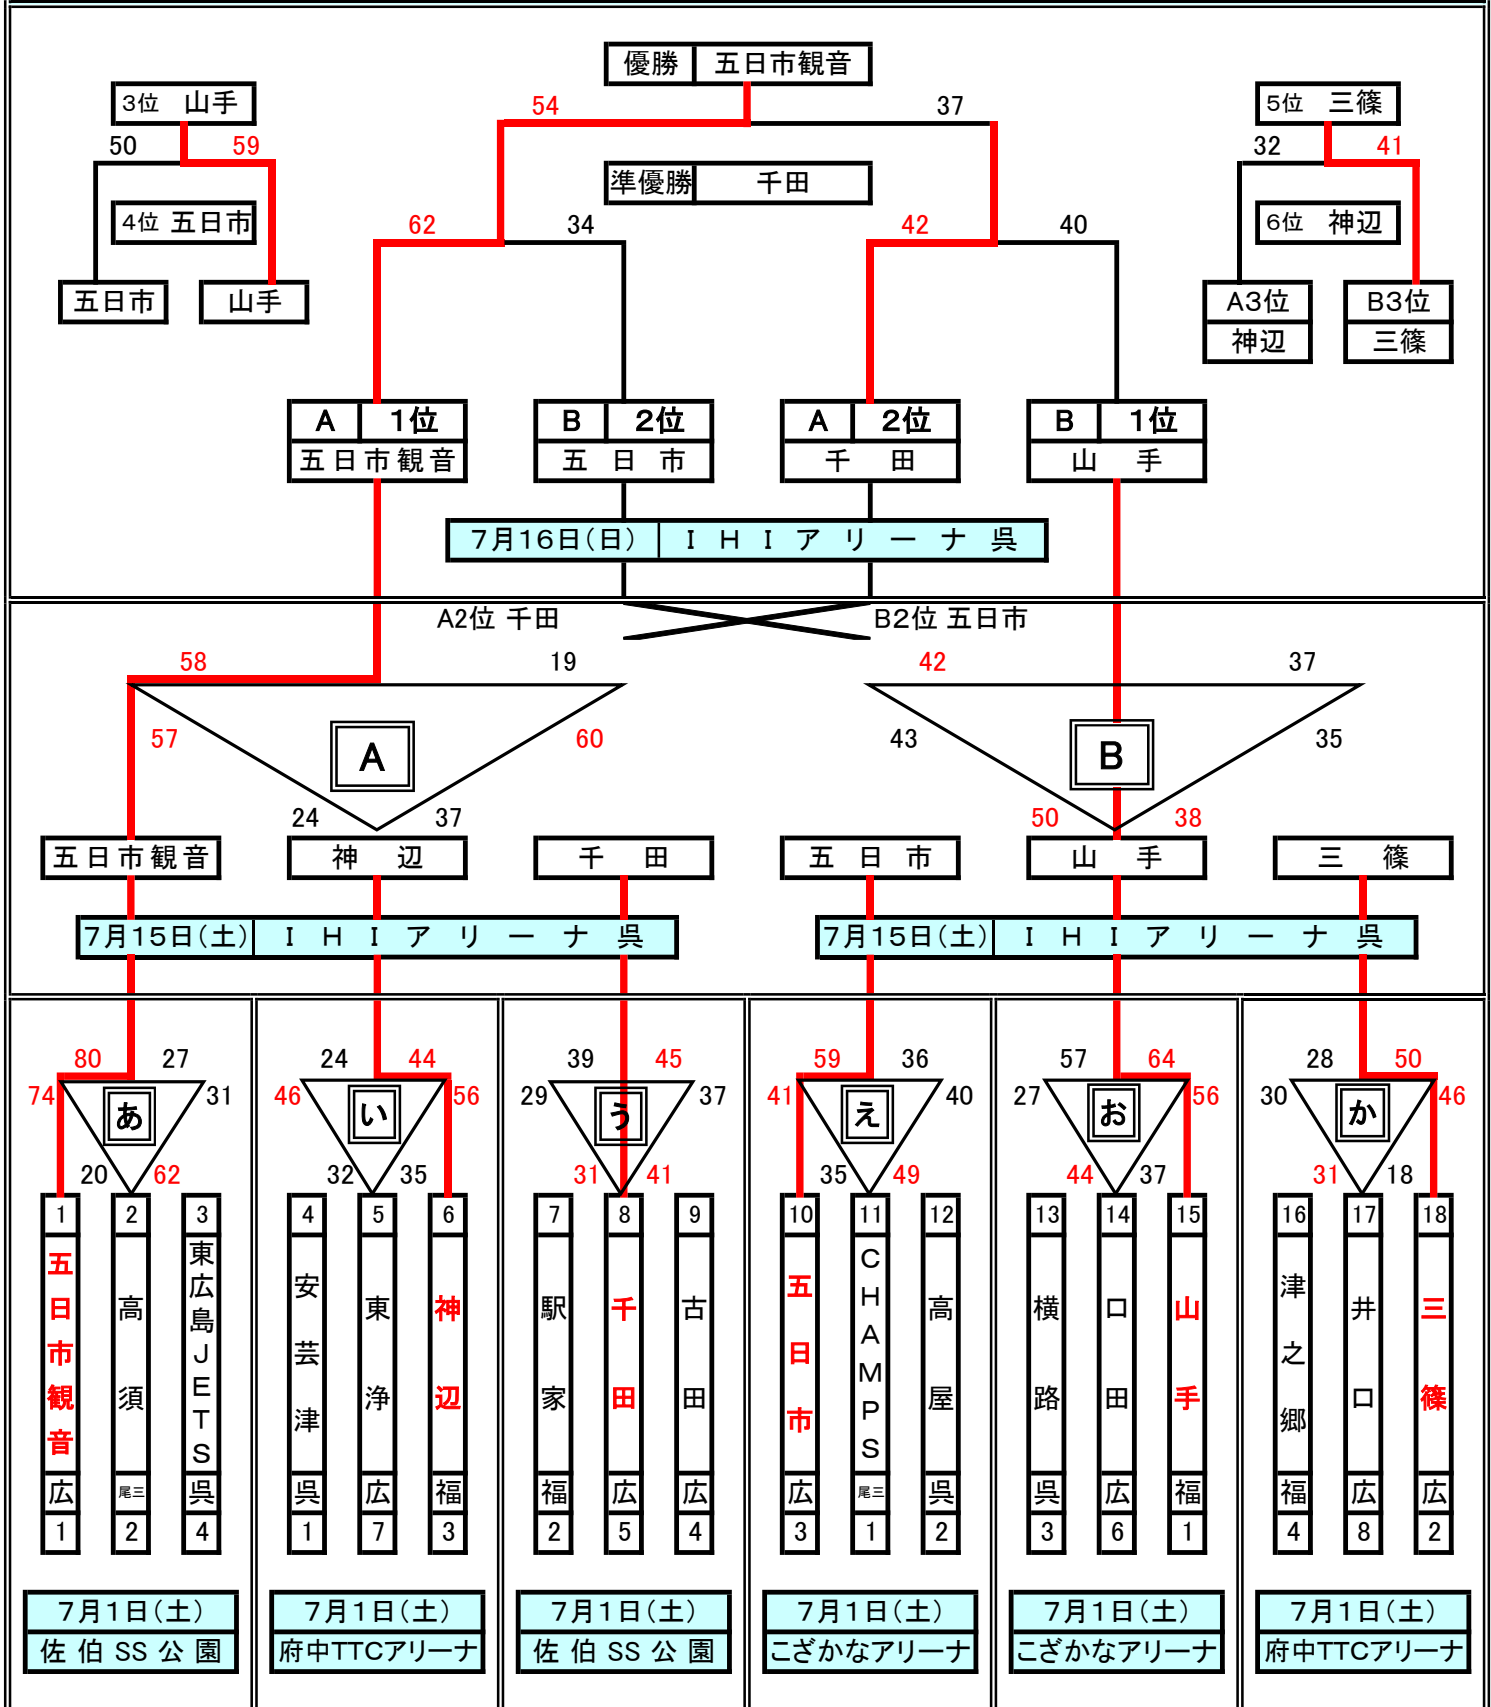 優勝 五日市観音
3位 山手
5位 三篠
54 37
50 59
32 41
準優勝 千田
4位 五日市
6位 神辺
62 34 42 40
五日市 山手
A3位 B3位
神辺 三篠
A 1位 B 2位 A 2位 B 1位
五日市観音 五日市 千田 山手
7月16日(日) IHIアリーナ呉
A2位 千田 B2位 五日市
58 19 42 37
57 A 60 43 B 35
24 37 50 38
五日市観音 神辺 千田 五日市 山手 三篠
7月15日(土) IHIアリーナ呉 7月15日(土) IHIアリーナ呉
80 27 24 44 39 45 59 36 57 64 28 50
74 あ 31 46 い 56 29 う 37 41 え 40 27 お 56 30 か 46
20 62 32 35 31 41 35 49 44 37 31 18
1 2 3 4 5 6 7 8 9 10 11 12 13 14 15 16 17 18
五日市観音
高須
東広島JETS
安芸津
東浄
神辺
駅家
千田
古田
五日市
CHAMPS
高屋
横路
口田
山手
津之郷
井口
三篠
広 尾三 呉 呉 広 福 福 広 広 広 尾三 呉 呉 広 福 福 広 広
1 2 4 1 7 3 2 5 4 3 1 2 3 6 1 4 8 2
7月1日(土) 7月1日(土) 7月1日(土) 7月1日(土) 7月1日(土) 7月1日(土)
佐伯SS公園 府中TTCアリーナ 佐伯SS公園 こざかなアリーナ こざかなアリーナ 府中TTCアリーナ